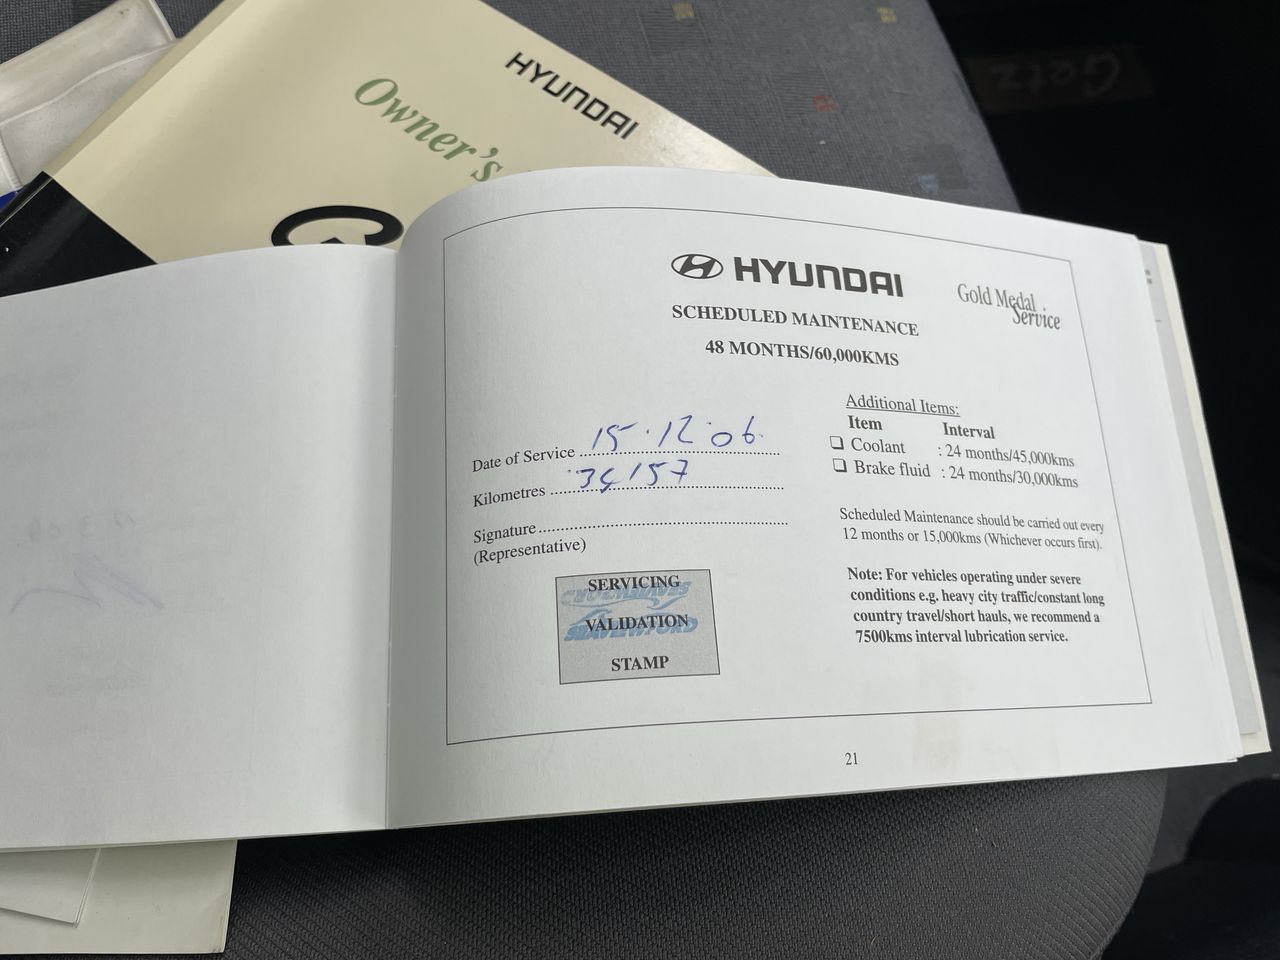 Getz
HYUNDAI
Owner's
HYUNDAI
Gold Medal
Service
SCHEDULED MAINTENANCE
48 MONTHS/60,000KMS
Date of Service 15.12.06.
Kilometres 34157
Signature
(Representative)
SERVICING
VALIDATION
STAMP
Additional Items:
Item Interval
❏ Coolant : 24 months/45,000kms
❏ Brake fluid : 24 months/30,000kms
Scheduled Maintenance should be carried out every
12 months or 15,000kms (Whichever occurs first).
Note: For vehicles operating under severe
conditions e.g. heavy city traffic/constant long
country travel/short hauls, we recommend a
7500kms interval lubrication service.
21